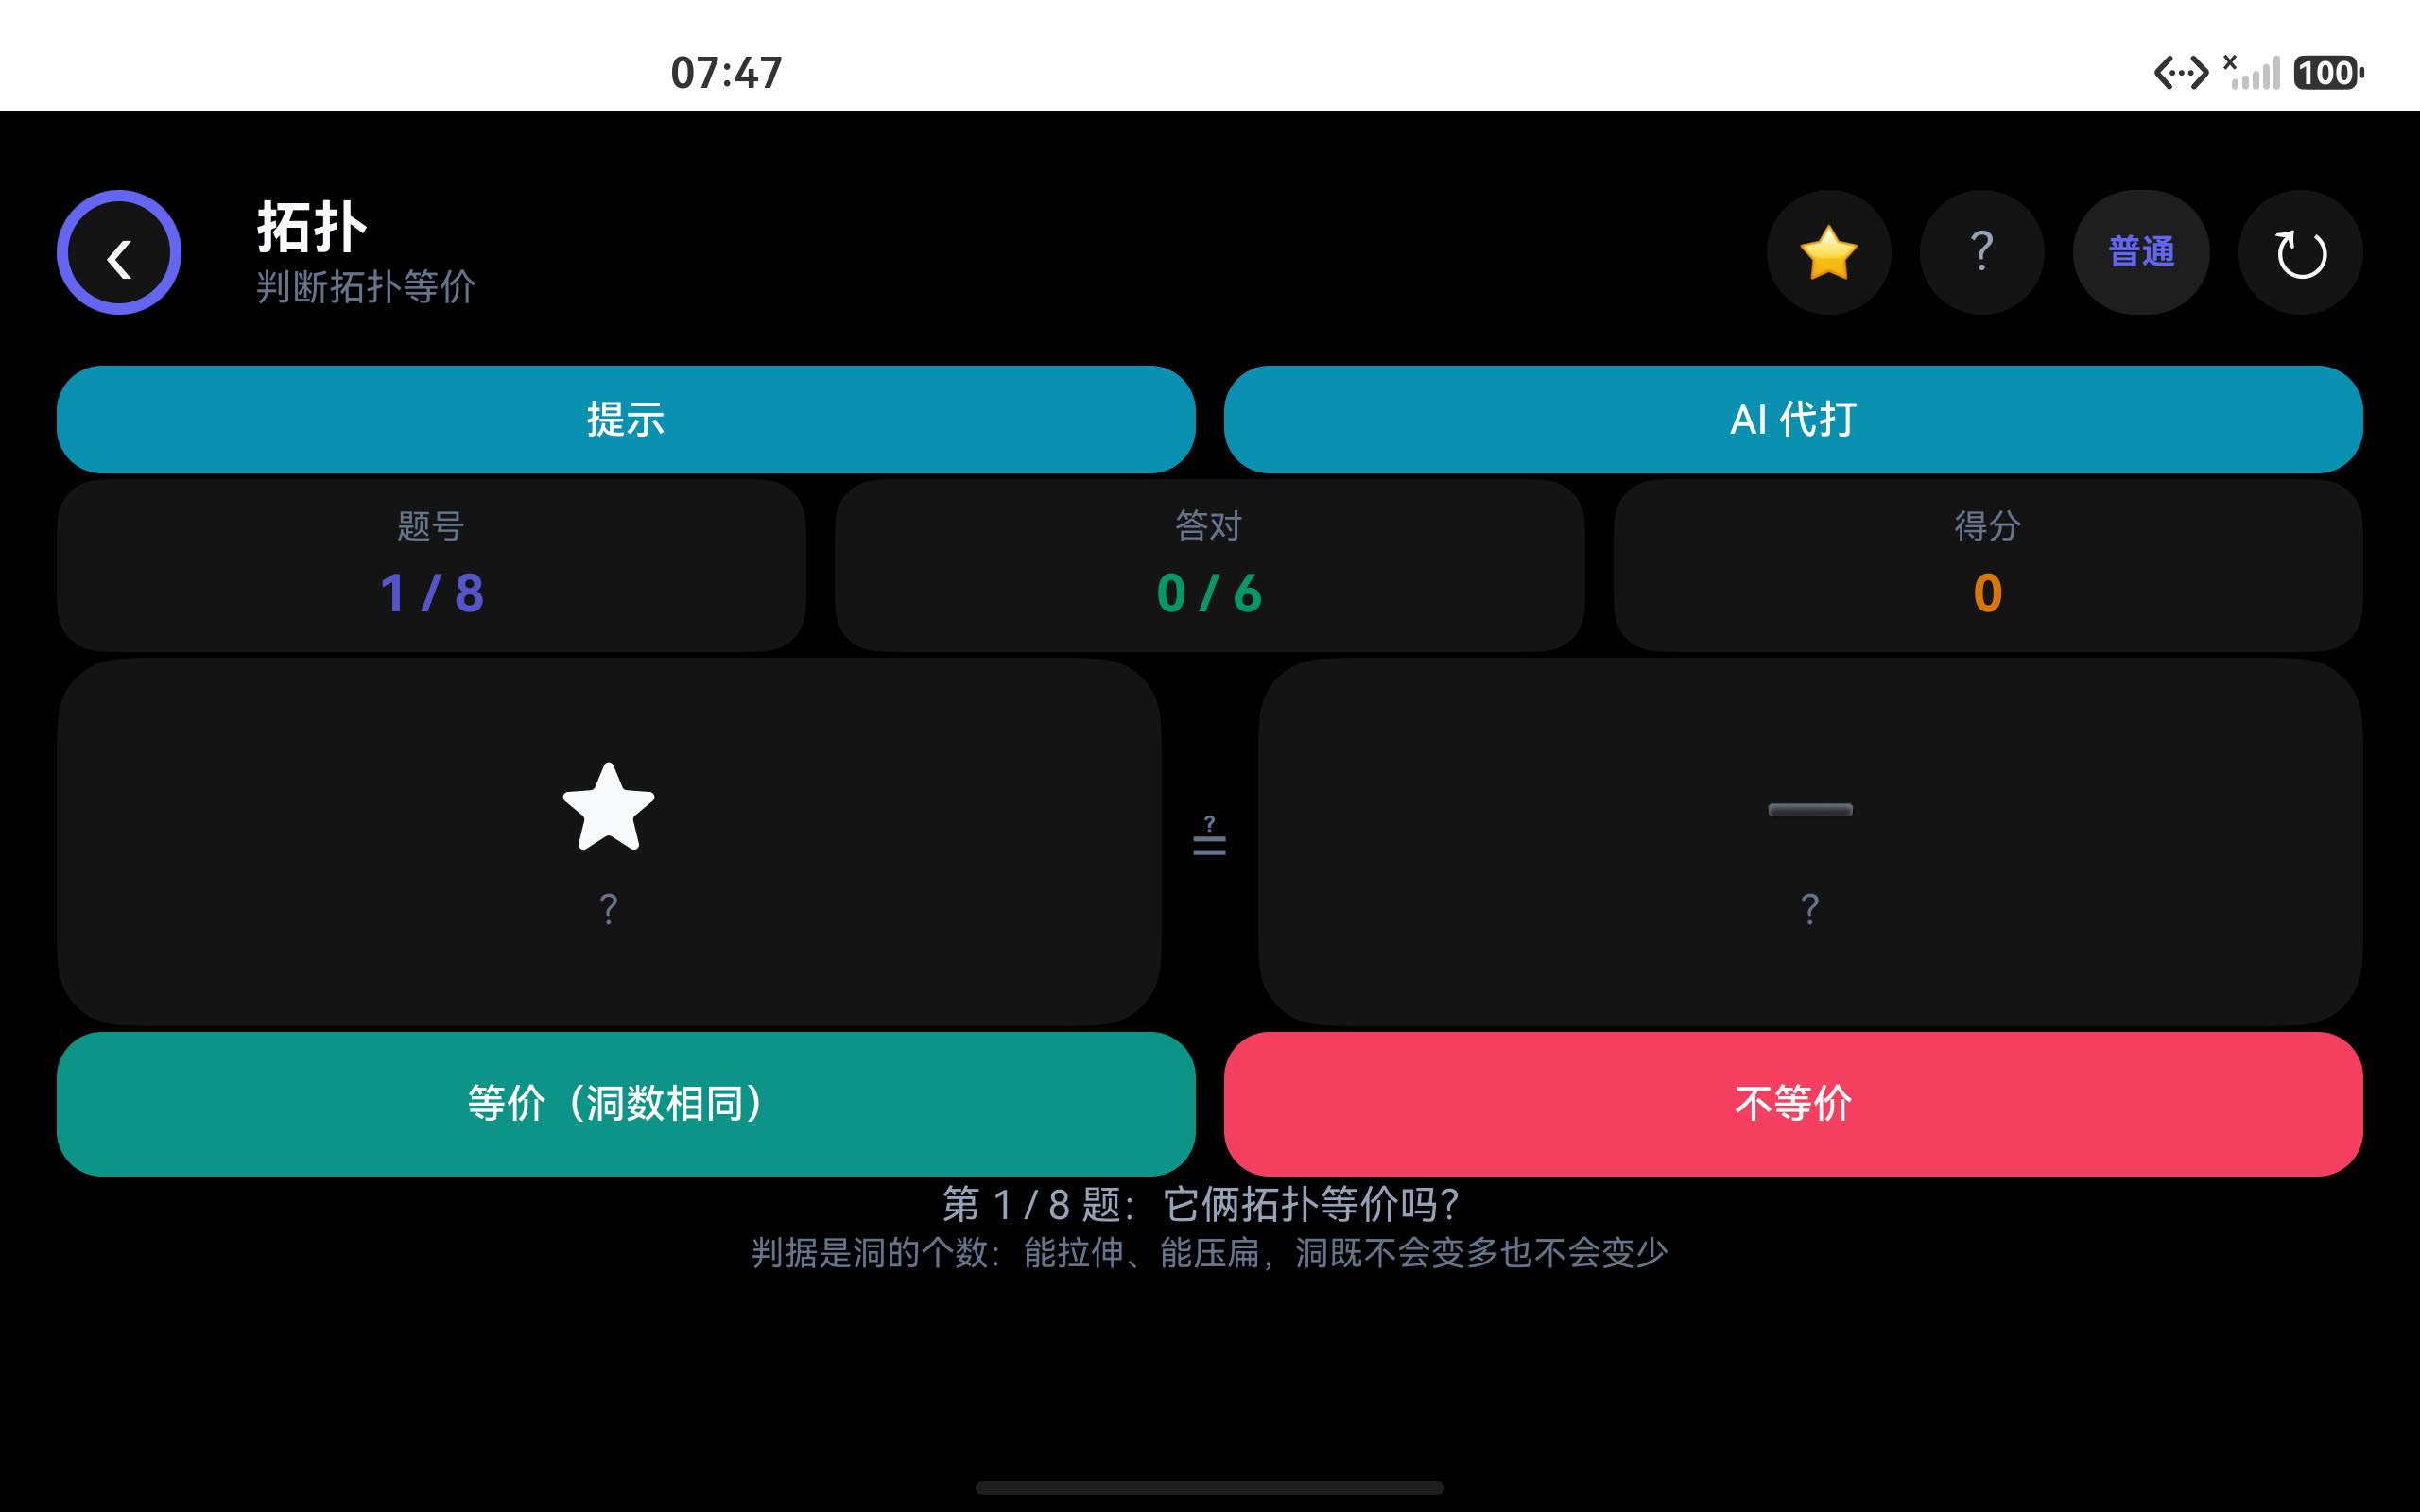 07:47
100
拓扑
判断拓扑等价
?
普通
提示
AI 代打
题号
1 / 8
答对
0 / 6
得分
0
?
≟
?
等价（洞数相同）
不等价
第 1 / 8 题：它俩拓扑等价吗？
判据是洞的个数：能拉伸、能压扁，洞既不会变多也不会变少